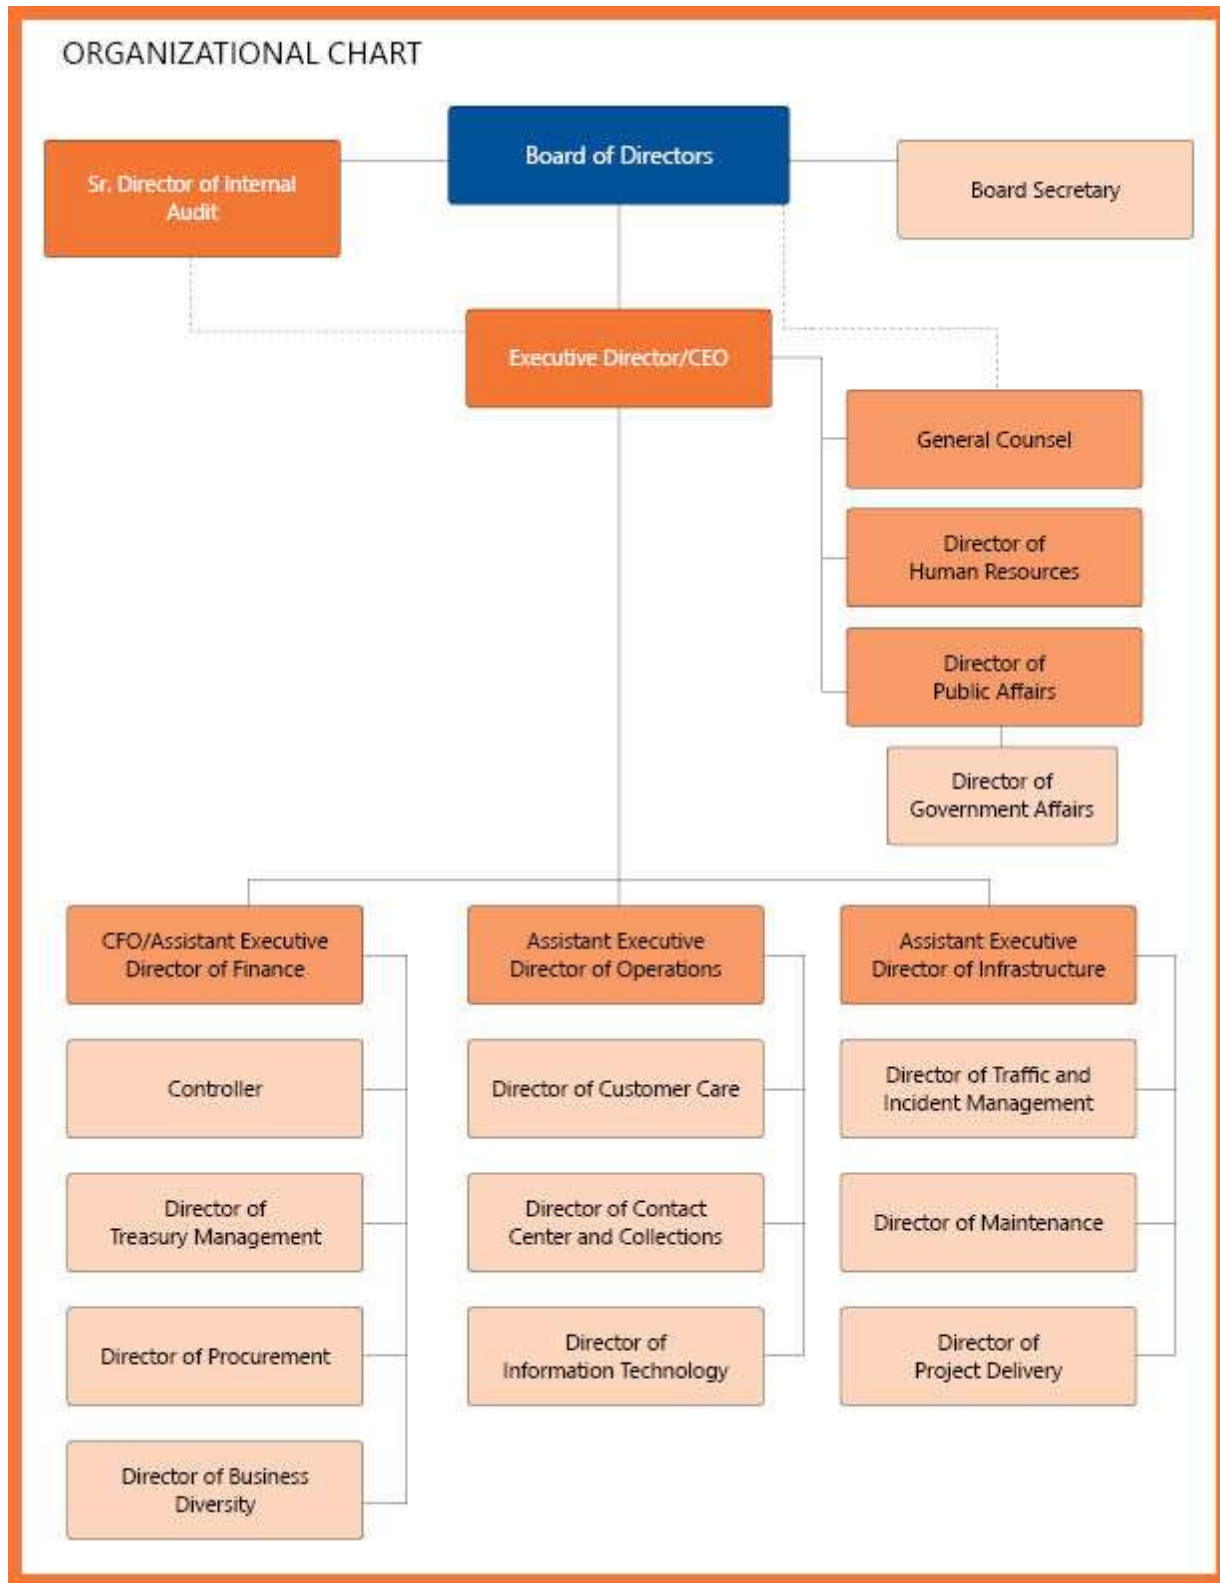 ORGANIZATIONAL CHART
Board of Directors
Sr. Director of Internal
Audit
Board Secretary
Executive Director/CEO
General Counsel
Director of
Human Resources
Director of
Public Affairs
Director of
Government Affairs
CFO/Assistant Executive
Director of Finance
Assistant Executive
Director of Operations
Assistant Executive
Director of Infrastructure
Controller
Director of Customer Care
Director of Traffic and
Incident Management
Director of
Treasury Management
Director of Contact
Center and Collections
Director of Maintenance
Director of Procurement
Director of
Information Technology
Director of
Project Delivery
Director of Business
Diversity